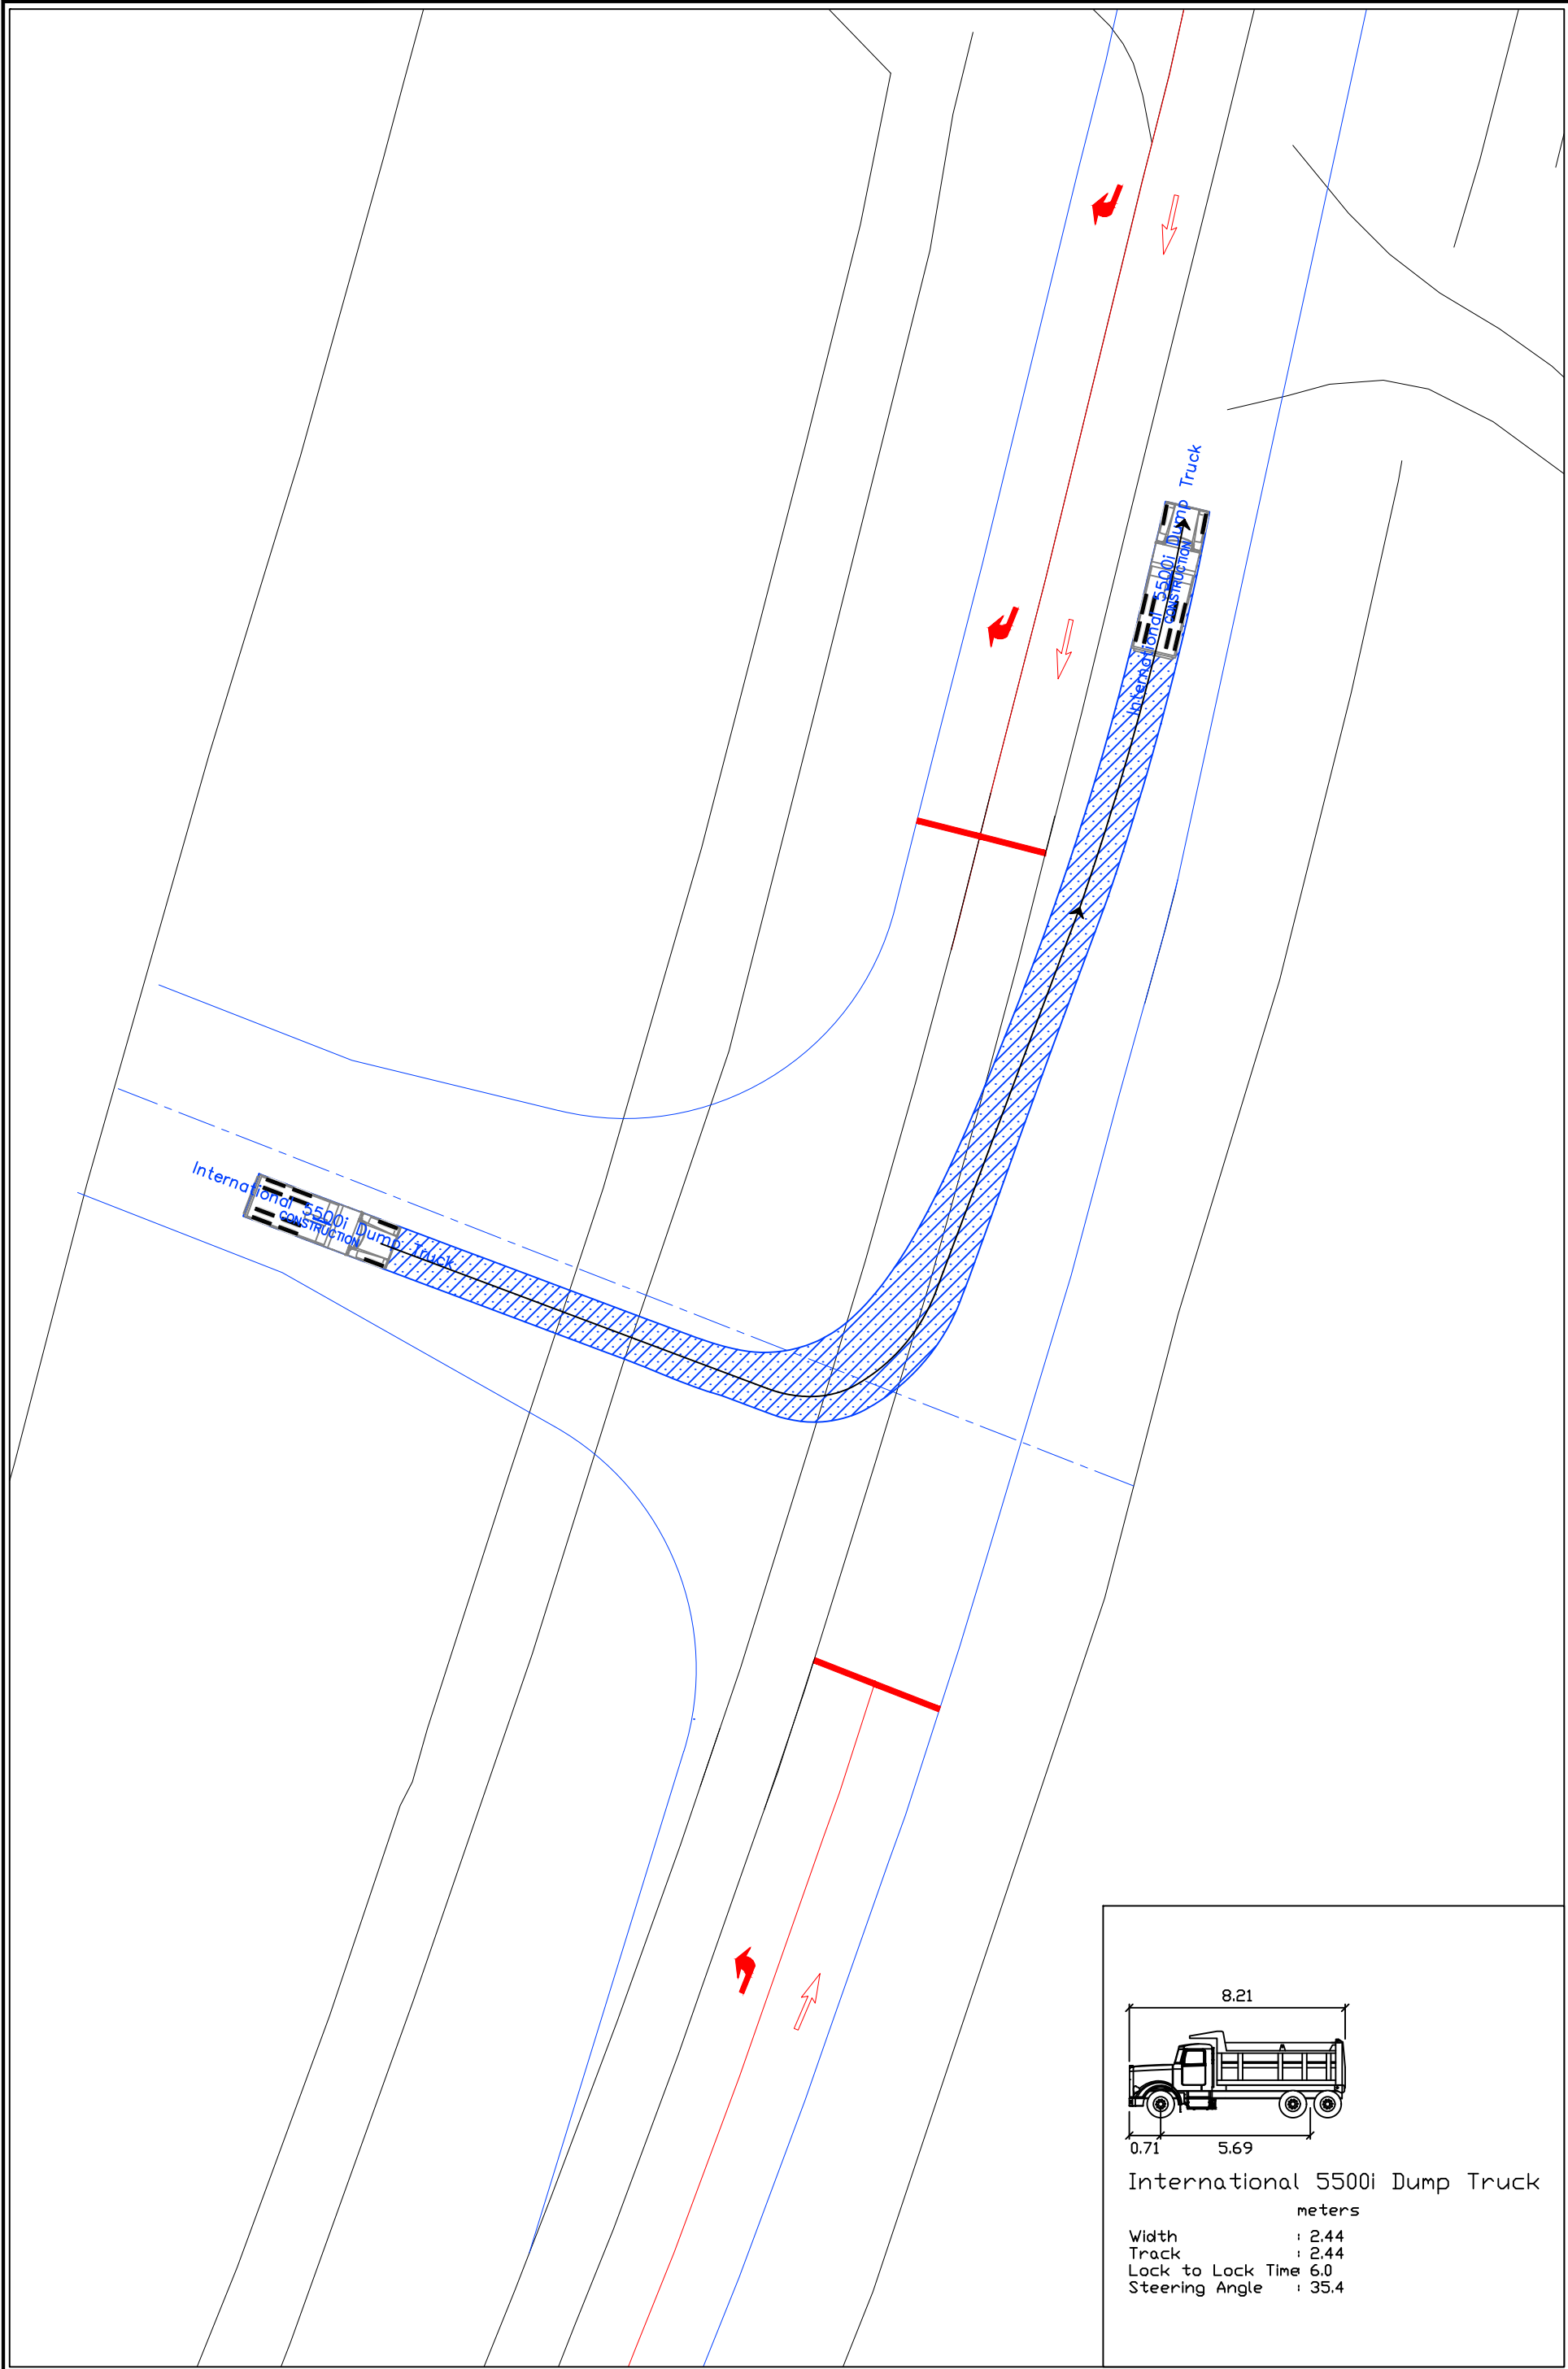 International 5500i Dump Truck
CONSTRUCTION
International 5500i Dump Truck
CONSTRUCTION
8.21
0.71 5.69
International 5500i Dump Truck
meters
Width : 2.44
Track : 2.44
Lock to Lock Time : 6.0
Steering Angle : 35.4